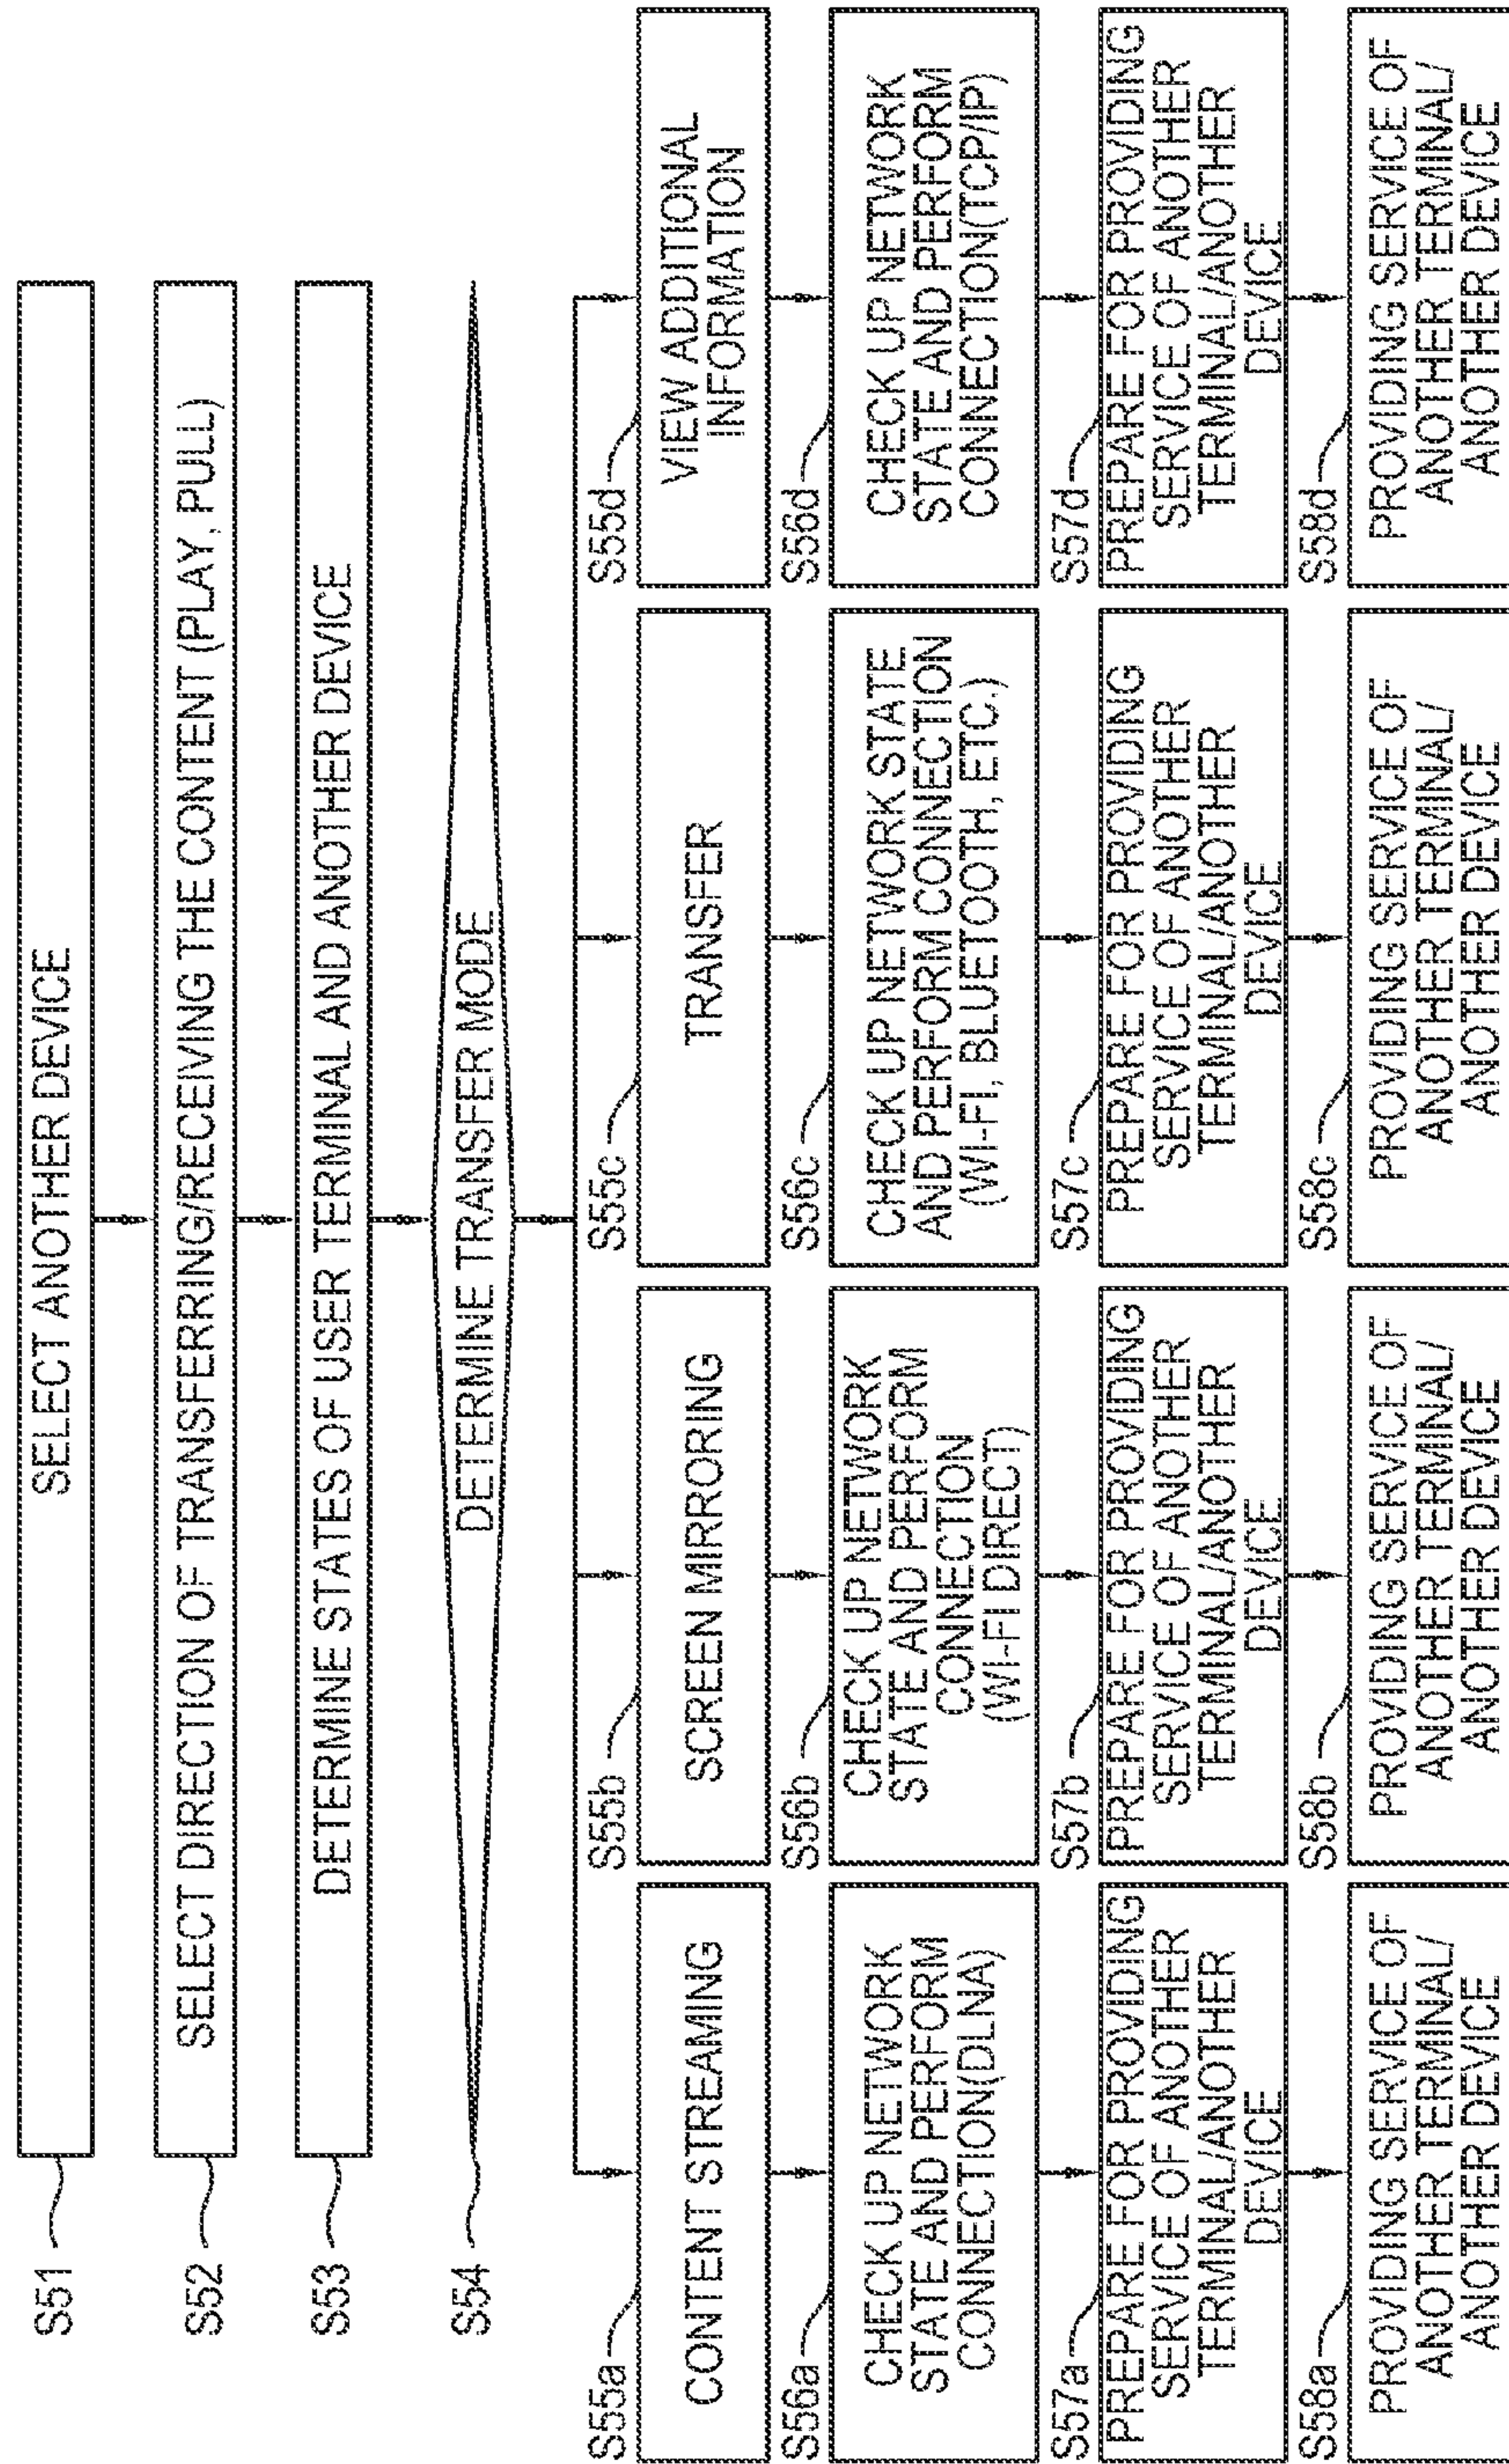 S51
SELECT ANOTHER DEVICE
S52
SELECT DIRECTION OF TRANSFERRING/RECEIVING THE CONTENT (PLAY, PULL)
S53
DETERMINE STATES OF USER TERMINAL AND ANOTHER DEVICE
S54
DETERMINE TRANSFER MODE
S55a
CONTENT STREAMING
S56a
CHECK UP NETWORK
STATE AND PERFORM
CONNECTION(DLNA)
S57a
PREPARE FOR PROVIDING
SERVICE OF ANOTHER
TERMINAL/ANOTHER
DEVICE
S58a
PROVIDING SERVICE OF
ANOTHER TERMINAL/
ANOTHER DEVICE
S55b
SCREEN MIRRORING
S56b
CHECK UP NETWORK
STATE AND PERFORM
CONNECTION
(WI-FI DIRECT)
S57b
PREPARE FOR PROVIDING
SERVICE OF ANOTHER
TERMINAL/ANOTHER
DEVICE
S58b
PROVIDING SERVICE OF
ANOTHER TERMINAL/
ANOTHER DEVICE
S55c
TRANSFER
S56c
CHECK UP NETWORK STATE
AND PERFORM CONNECTION
(WI-FI, BLUETOOTH, ETC.)
S57c
PREPARE FOR PROVIDING
SERVICE OF ANOTHER
TERMINAL/ANOTHER
DEVICE
S58c
PROVIDING SERVICE OF
ANOTHER TERMINAL/
ANOTHER DEVICE
S55d
VIEW ADDITIONAL
INFORMATION
S56d
CHECK UP NETWORK
STATE AND PERFORM
CONNECTION(TCP/IP)
S57d
PREPARE FOR PROVIDING
SERVICE OF ANOTHER
TERMINAL/ANOTHER
DEVICE
S58d
PROVIDING SERVICE OF
ANOTHER TERMINAL/
ANOTHER DEVICE